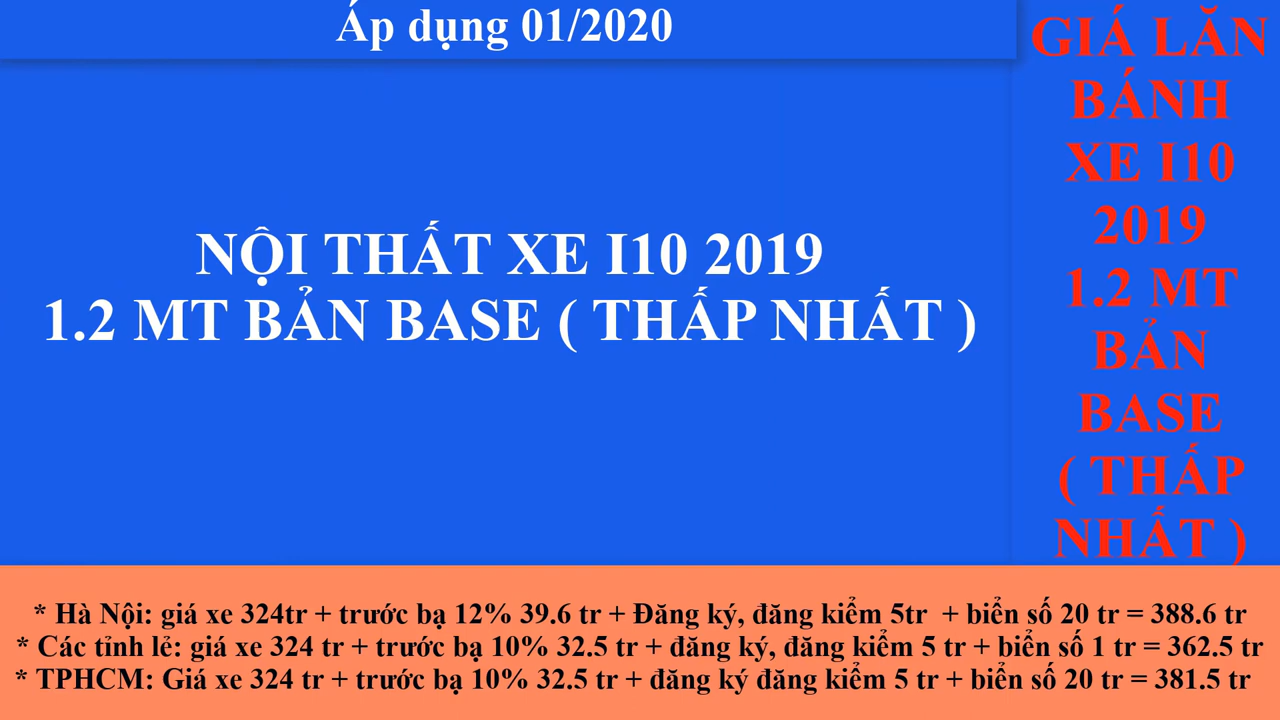 Áp dụng 01/2020
NỘI THẤT XE I10 2019
1.2 MT BẢN BASE ( THẤP NHẤT )
GIÁ LĂN
BÁNH
XE I10
2019
1.2 MT
BẢN
BASE
( THẤP
NHẤT )
* Hà Nội: giá xe 324tr + trước bạ 12% 39.6 tr + Đăng ký, đăng kiểm 5tr + biển số 20 tr = 388.6 tr
* Các tỉnh lẻ: giá xe 324 tr + trước bạ 10% 32.5 tr + đăng ký, đăng kiểm 5 tr + biển số 1 tr = 362.5 tr
* TPHCM: Giá xe 324 tr + trước bạ 10% 32.5 tr + đăng ký đăng kiểm 5 tr + biển số 20 tr = 381.5 tr